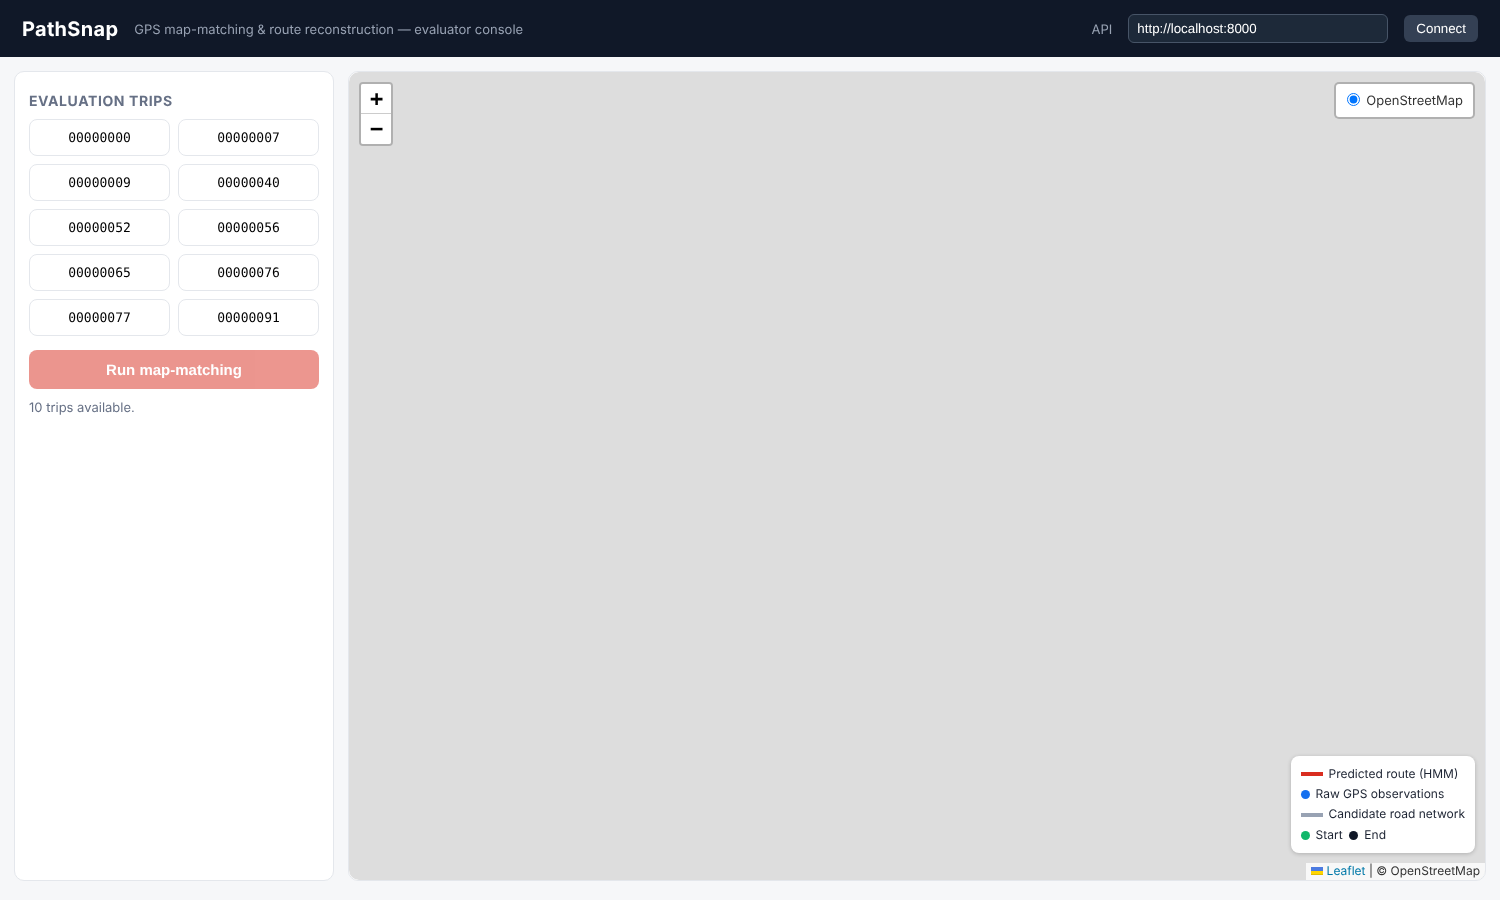 PathSnap GPS map-matching & route reconstruction — evaluator console API http://localhost:8000 Connect
EVALUATION TRIPS
00000000 00000007
00000009 00000040
00000052 00000056
00000065 00000076
00000077 00000091
Run map-matching
10 trips available.
+
−
OpenStreetMap
Predicted route (HMM)
Raw GPS observations
Candidate road network
Start End
Leaflet | © OpenStreetMap